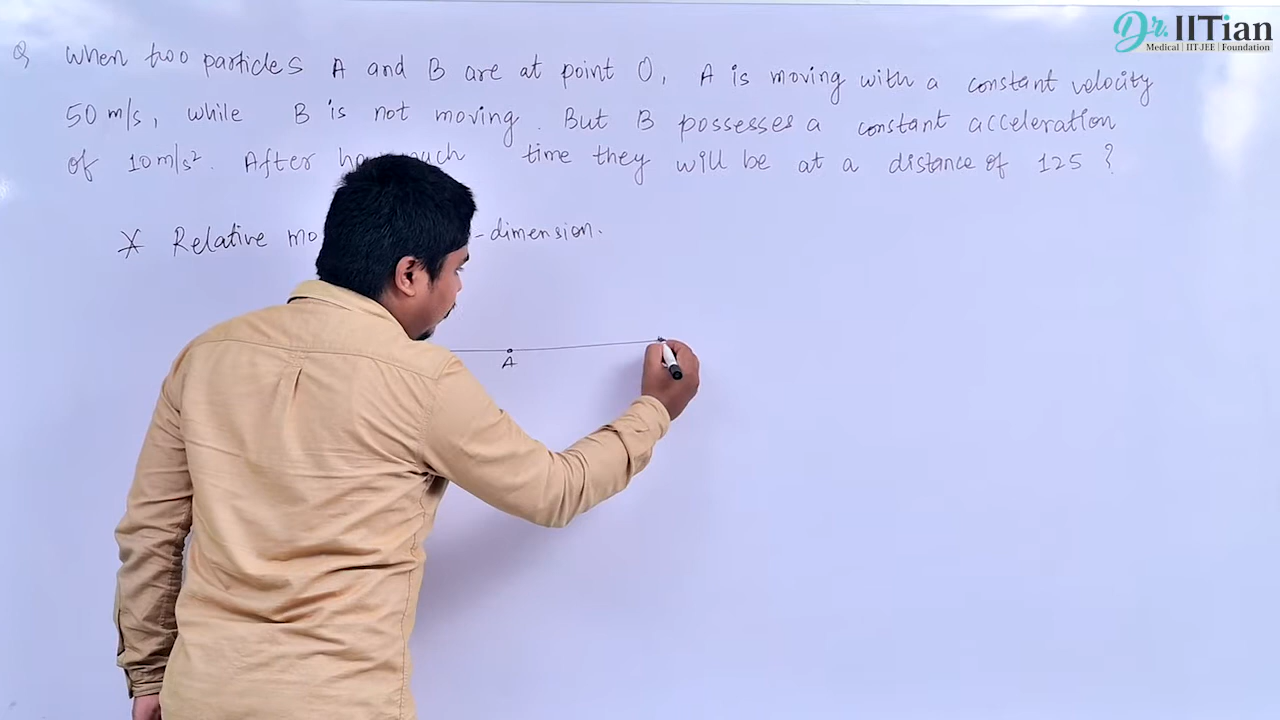 Dr. IITian
Medical | IIT-JEE | Foundation
Q When two particles A and B are at point O, A is moving with a constant velocity
50 m/s, while B is not moving. But B possesses a constant acceleration
of 10 m/s². After much time they will be at a distance of 125 ?
* Relative -dimension.
A